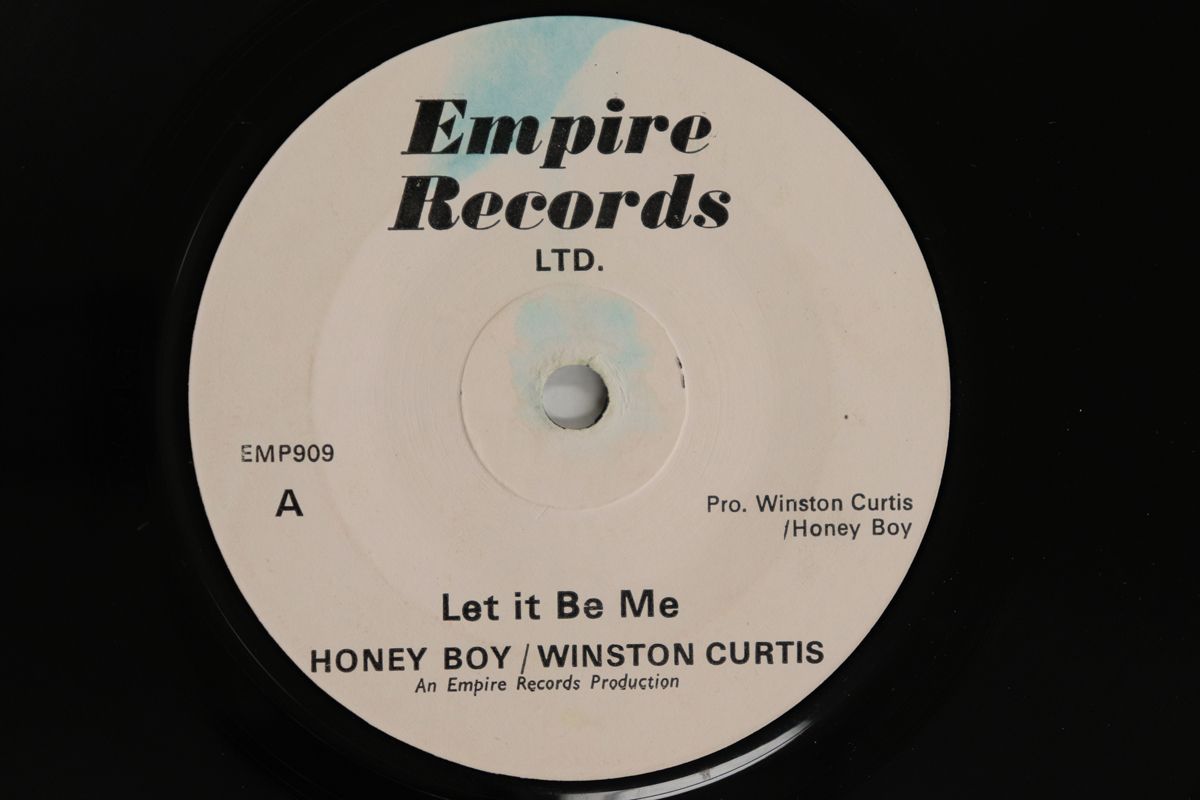 Empire
Records
LTD.
EMP909
A
Pro. Winston Curtis
/Honey Boy
Let it Be Me
HONEY BOY / WINSTON CURTIS
An Empire Records Production